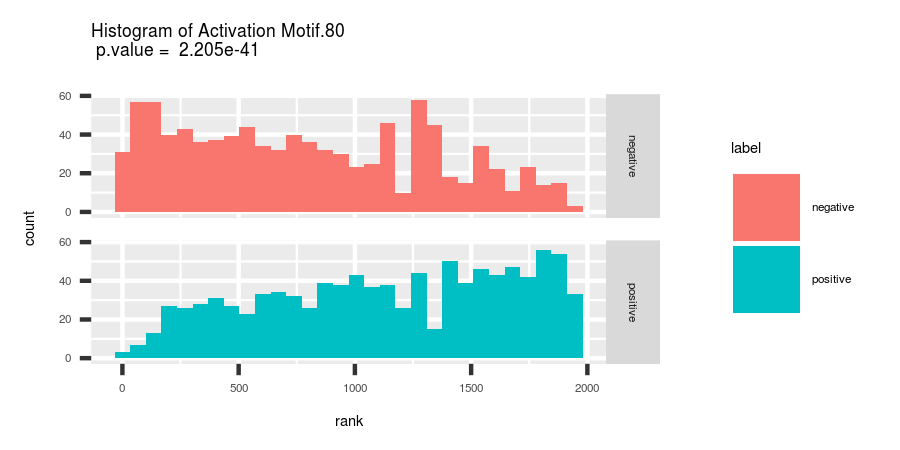 Histogram of Activation Motif.80
p.value = 2.205e-41
count
60
40
20
0
negative
60
40
20
0
positive
0 500 1000 1500 2000
rank
label
negative
positive